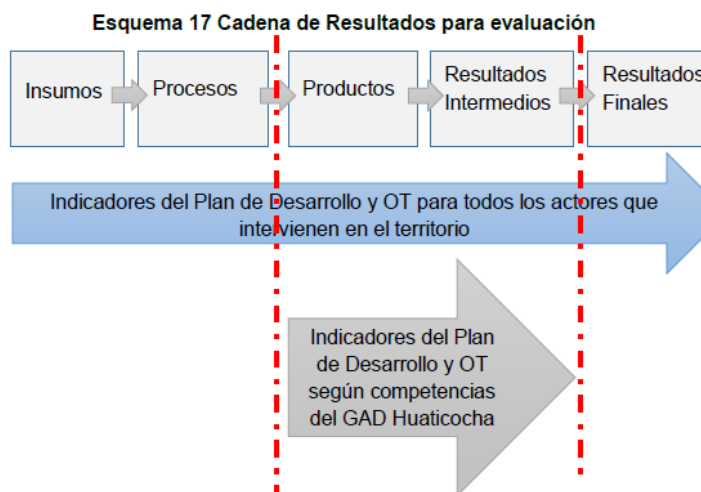 Esquema 17 Cadena de Resultados para evaluación
Insumos
Procesos
Productos
Resultados
Intermedios
Resultados
Finales
Indicadores del Plan de Desarrollo y OT para todos los actores que
intervienen en el territorio
Indicadores del Plan
de Desarrollo y OT
según competencias
del GAD Huaticocha